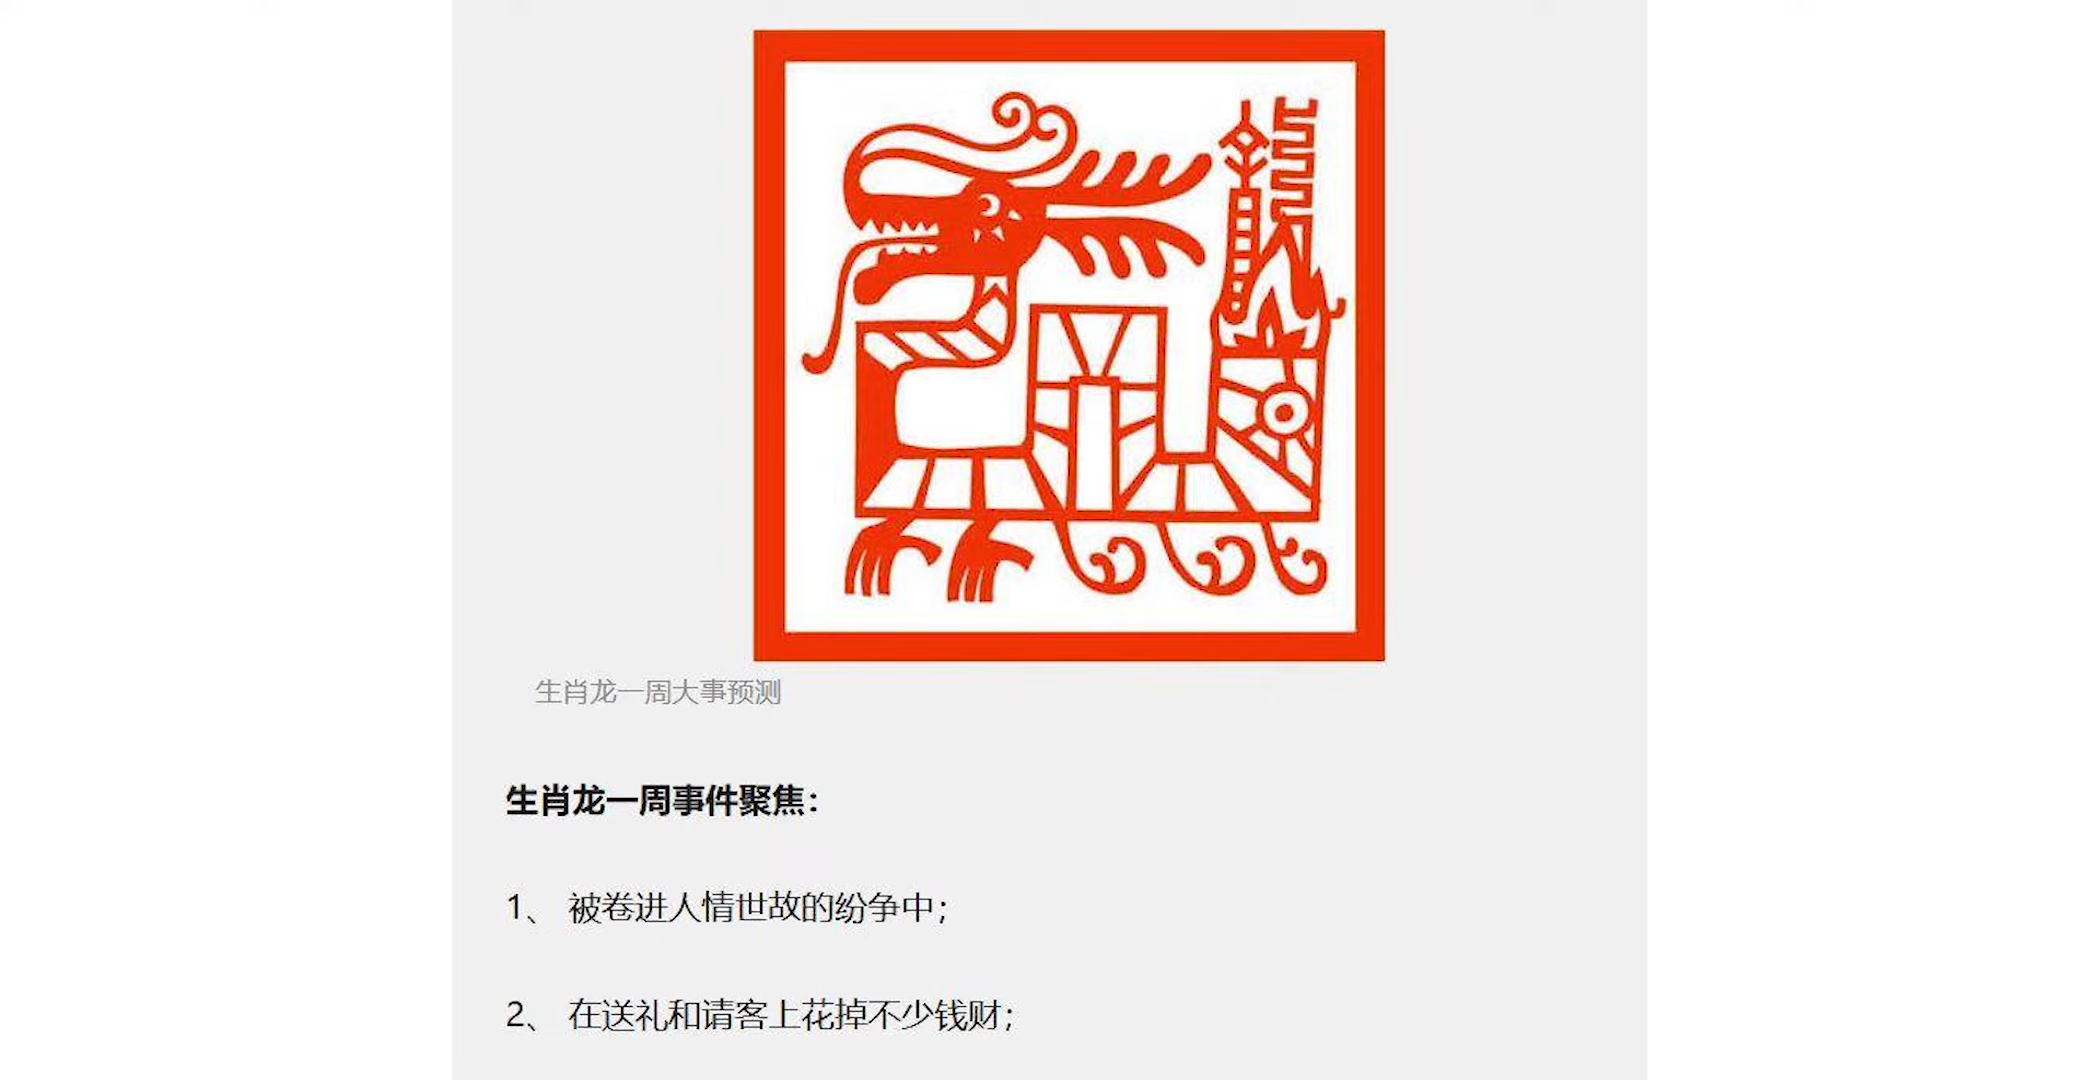 生肖龙一周大事预测
生肖龙一周事件聚焦：
1、 被卷进人情世故的纷争中；
2、 在送礼和请客上花掉不少钱财；